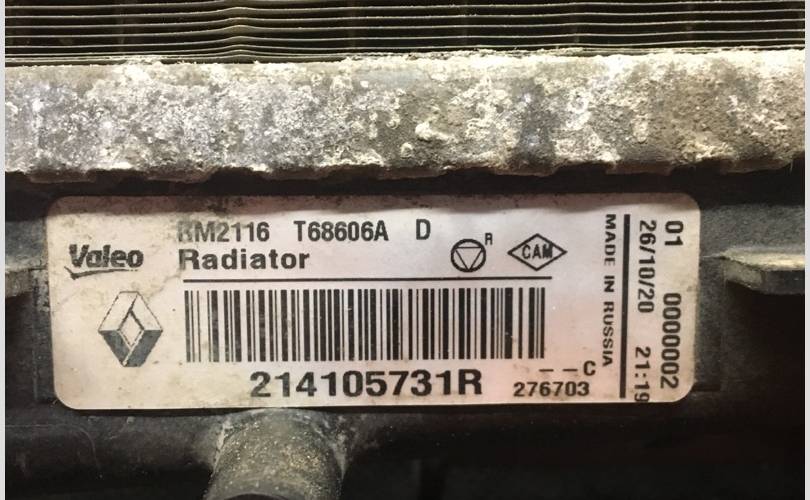 RM2116 T68606A D
Valeo
Radiator
R
CAM
214105731R
– – C
276703
MADE IN RUSSIA
01 0000002
26/10/20 21:19